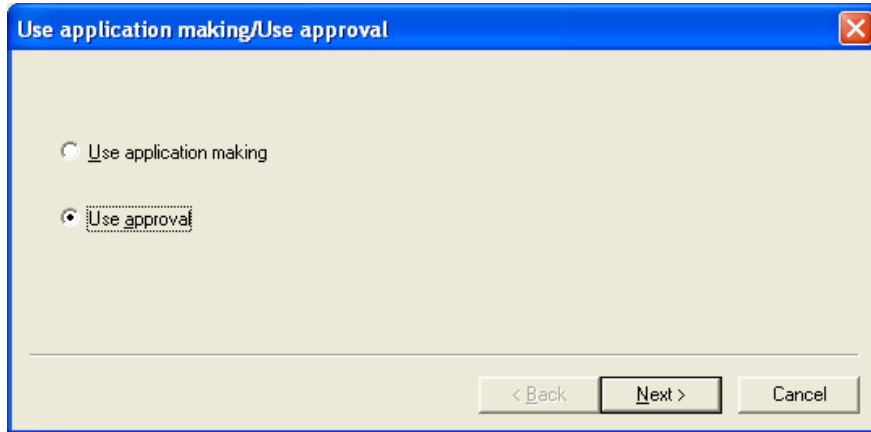 Use application making/Use approval
Use application making
Use approval
< Back Next > Cancel